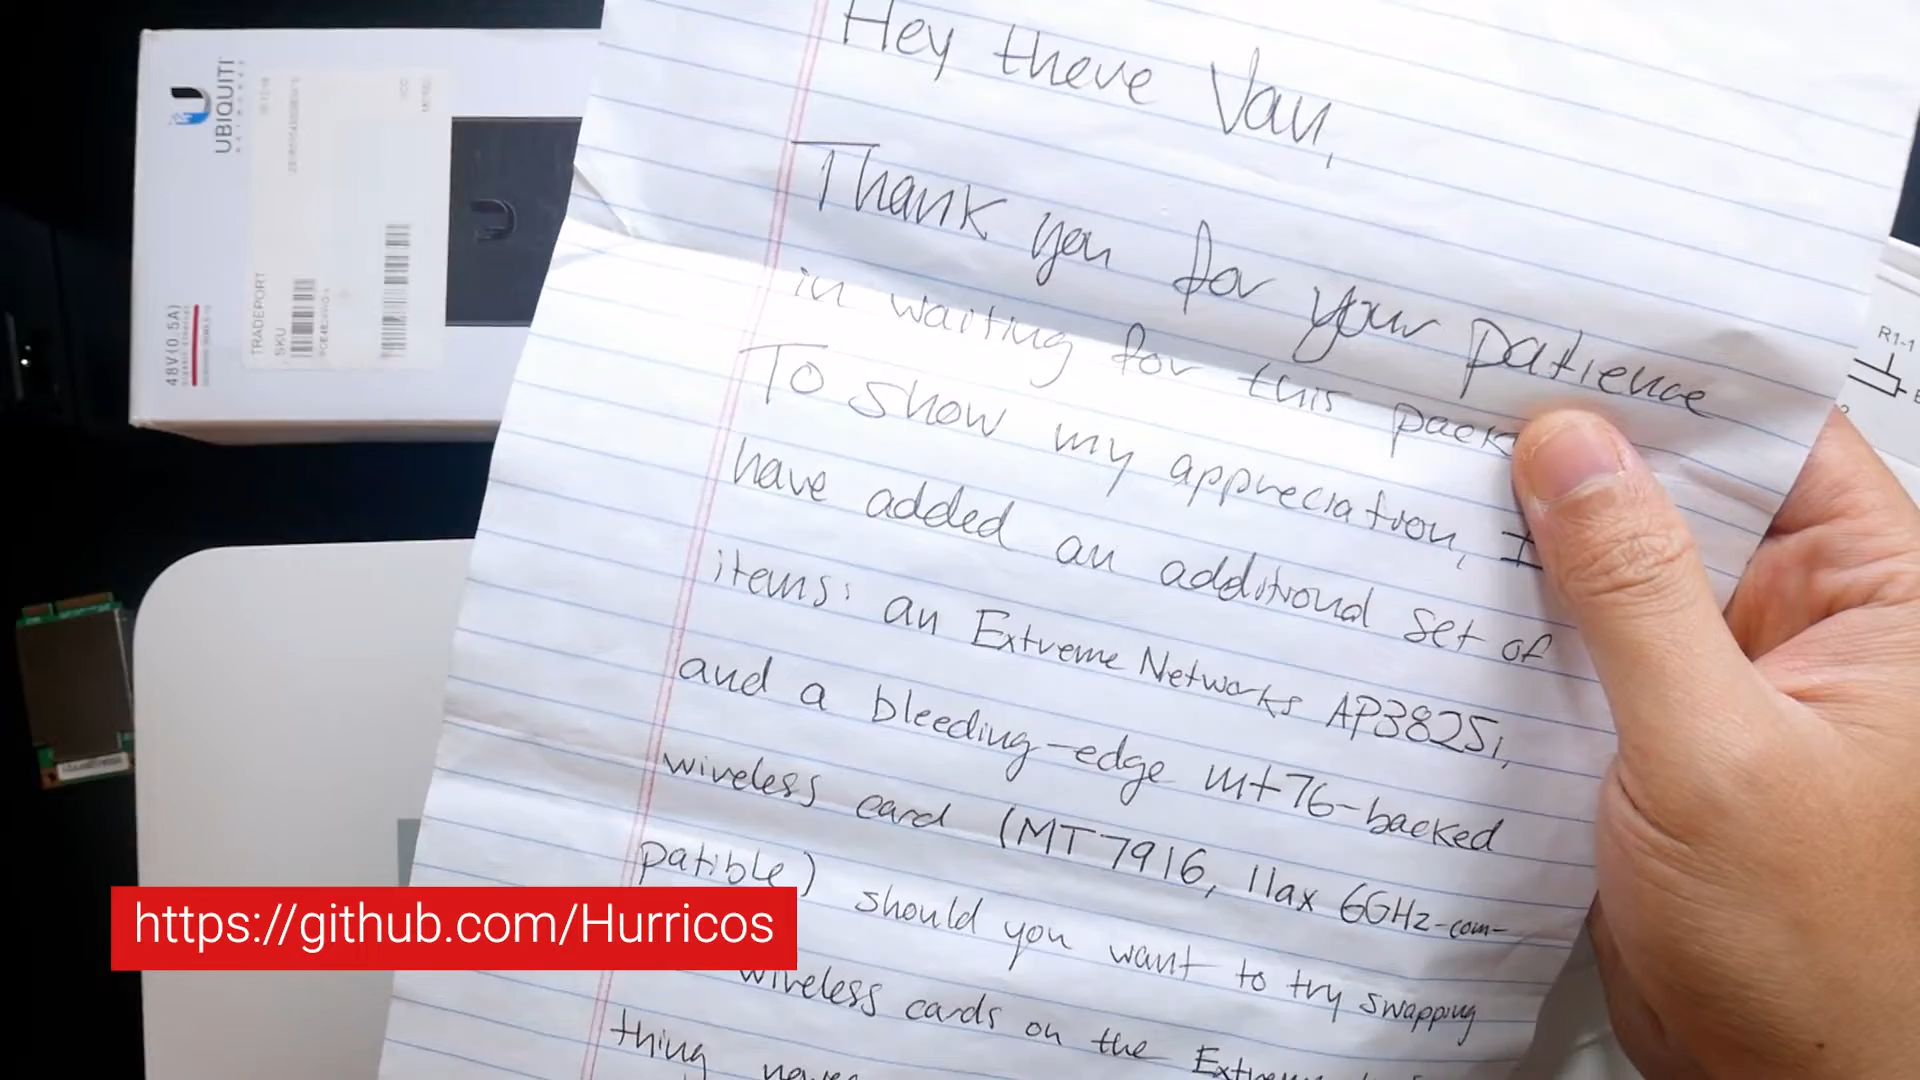 Hey there Van,
Thank you for your patience
in waiting for this pack
To show my appreciation, I
have added an additional set of
items: an Extreme Networks AP3825i,
and a bleeding-edge mt76-backed
wireless card (MT7916, 11ax 6GHz-com-
patible) should you want to try swapping
wireless cards on the Extreme
thing
https://github.com/Hurricos
UBIQUITI
NETWORKS
TRADEPORT
SKU
48V(0.5A)
R1-1